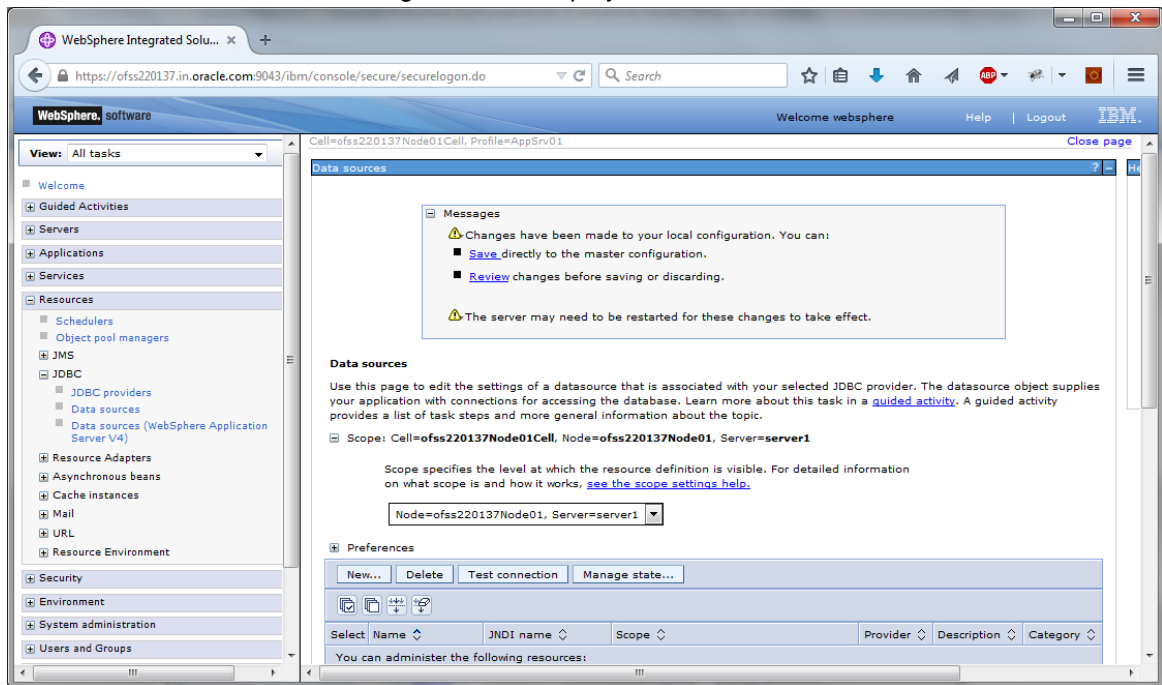 WebSphere Integrated Solu... × +
https://ofss220137.in.oracle.com:9043/ibm/console/secure/securelogon.do
Search
ABP
WebSphere. software
Welcome websphere
Help | Logout
IBM.
View: All tasks
Welcome
Guided Activities
Servers
Applications
Services
Resources
Schedulers
Object pool managers
JMS
JDBC
JDBC providers
Data sources
Data sources (WebSphere Application
Server V4)
Resource Adapters
Asynchronous beans
Cache instances
Mail
URL
Resource Environment
Security
Environment
System administration
Users and Groups
Cell=ofss220137Node01Cell, Profile=AppSrv01
Close page
Data sources ? –
He
Messages
Changes have been made to your local configuration. You can:
Save directly to the master configuration.
Review changes before saving or discarding.
The server may need to be restarted for these changes to take effect.
Data sources
Use this page to edit the settings of a datasource that is associated with your selected JDBC provider. The datasource object supplies
your application with connections for accessing the database. Learn more about this task in a guided activity. A guided activity
provides a list of task steps and more general information about the topic.
Scope: Cell=ofss220137Node01Cell, Node=ofss220137Node01, Server=server1
Scope specifies the level at which the resource definition is visible. For detailed information
on what scope is and how it works, see the scope settings help.
Node=ofss220137Node01, Server=server1
Preferences
New... Delete Test connection Manage state...
Select Name JNDI name Scope Provider Description Category
You can administer the following resources: